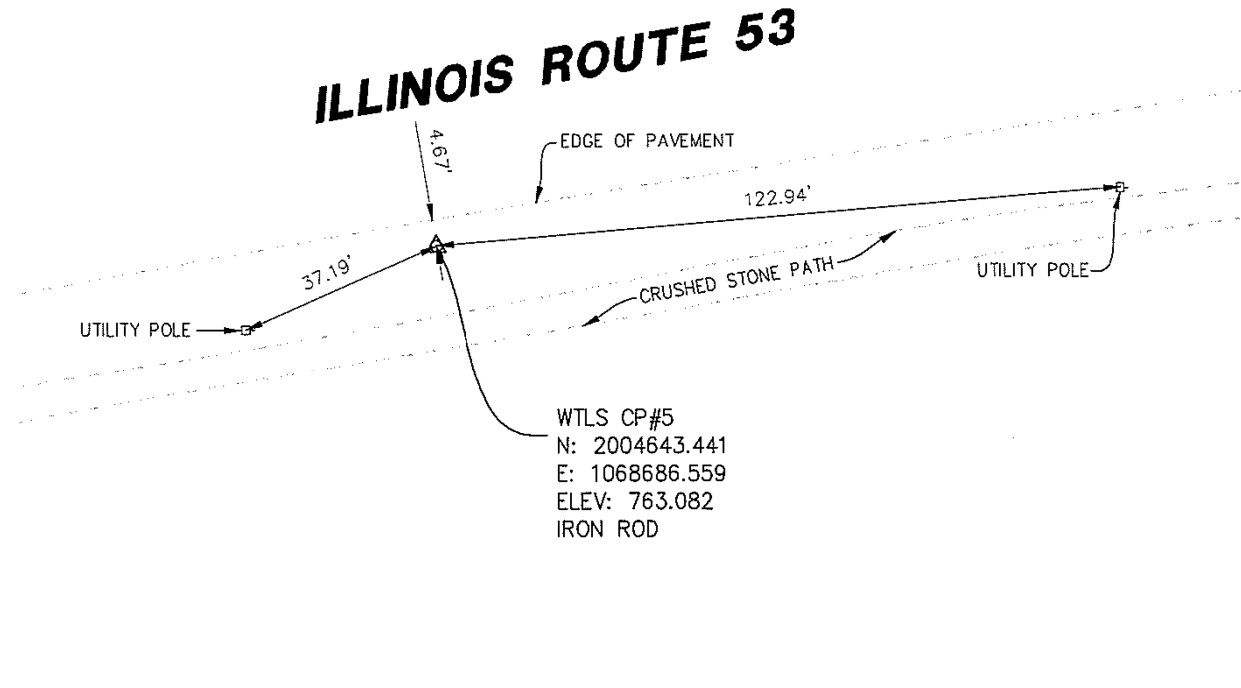 ILLINOIS ROUTE 53
4.67'
EDGE OF PAVEMENT
122.94'
37.19'
UTILITY POLE
CRUSHED STONE PATH
UTILITY POLE
WTLS CP#5
N: 2004643.441
E: 1068686.559
ELEV: 763.082
IRON ROD